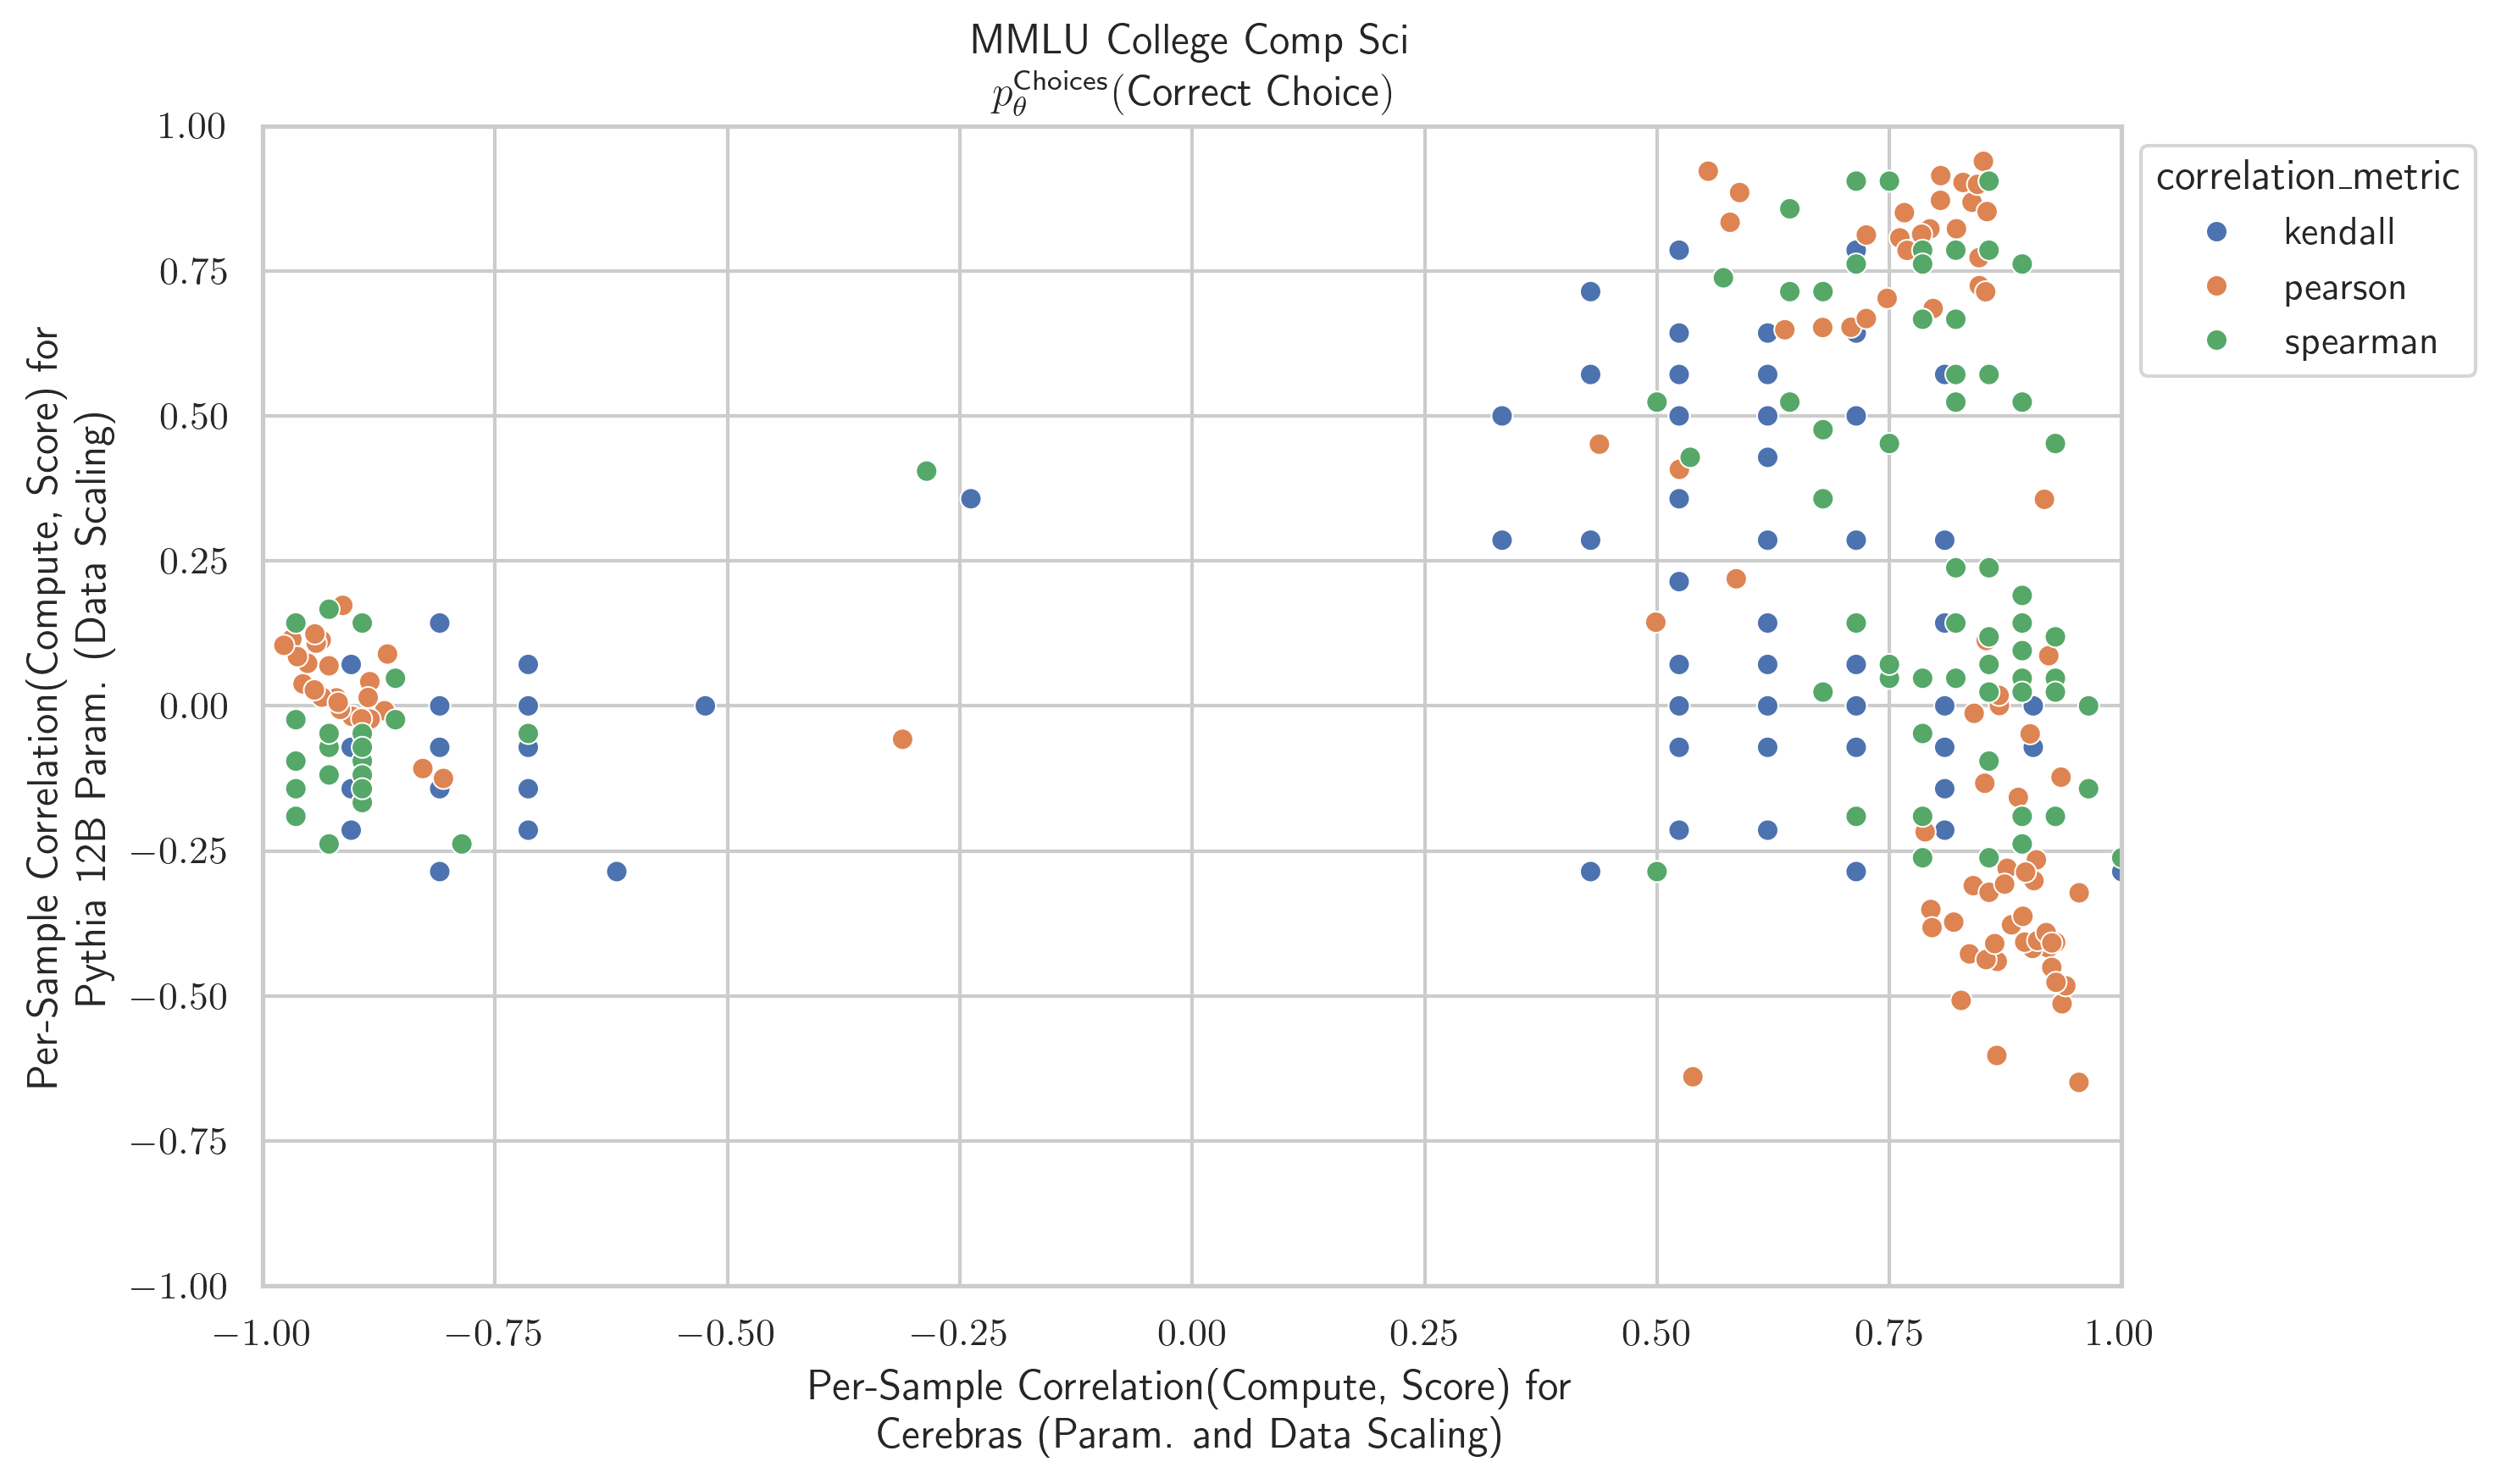 MMLU College Comp Sci
p_θ^Choices(Correct Choice)
1.00
0.75
0.50
0.25
0.00
−0.25
−0.50
−0.75
−1.00
Per-Sample Correlation(Compute, Score) for
Pythia 12B Param. (Data Scaling)
−1.00 −0.75 −0.50 −0.25 0.00 0.25 0.50 0.75 1.00
Per-Sample Correlation(Compute, Score) for
Cerebras (Param. and Data Scaling)
correlation_metric
kendall
pearson
spearman